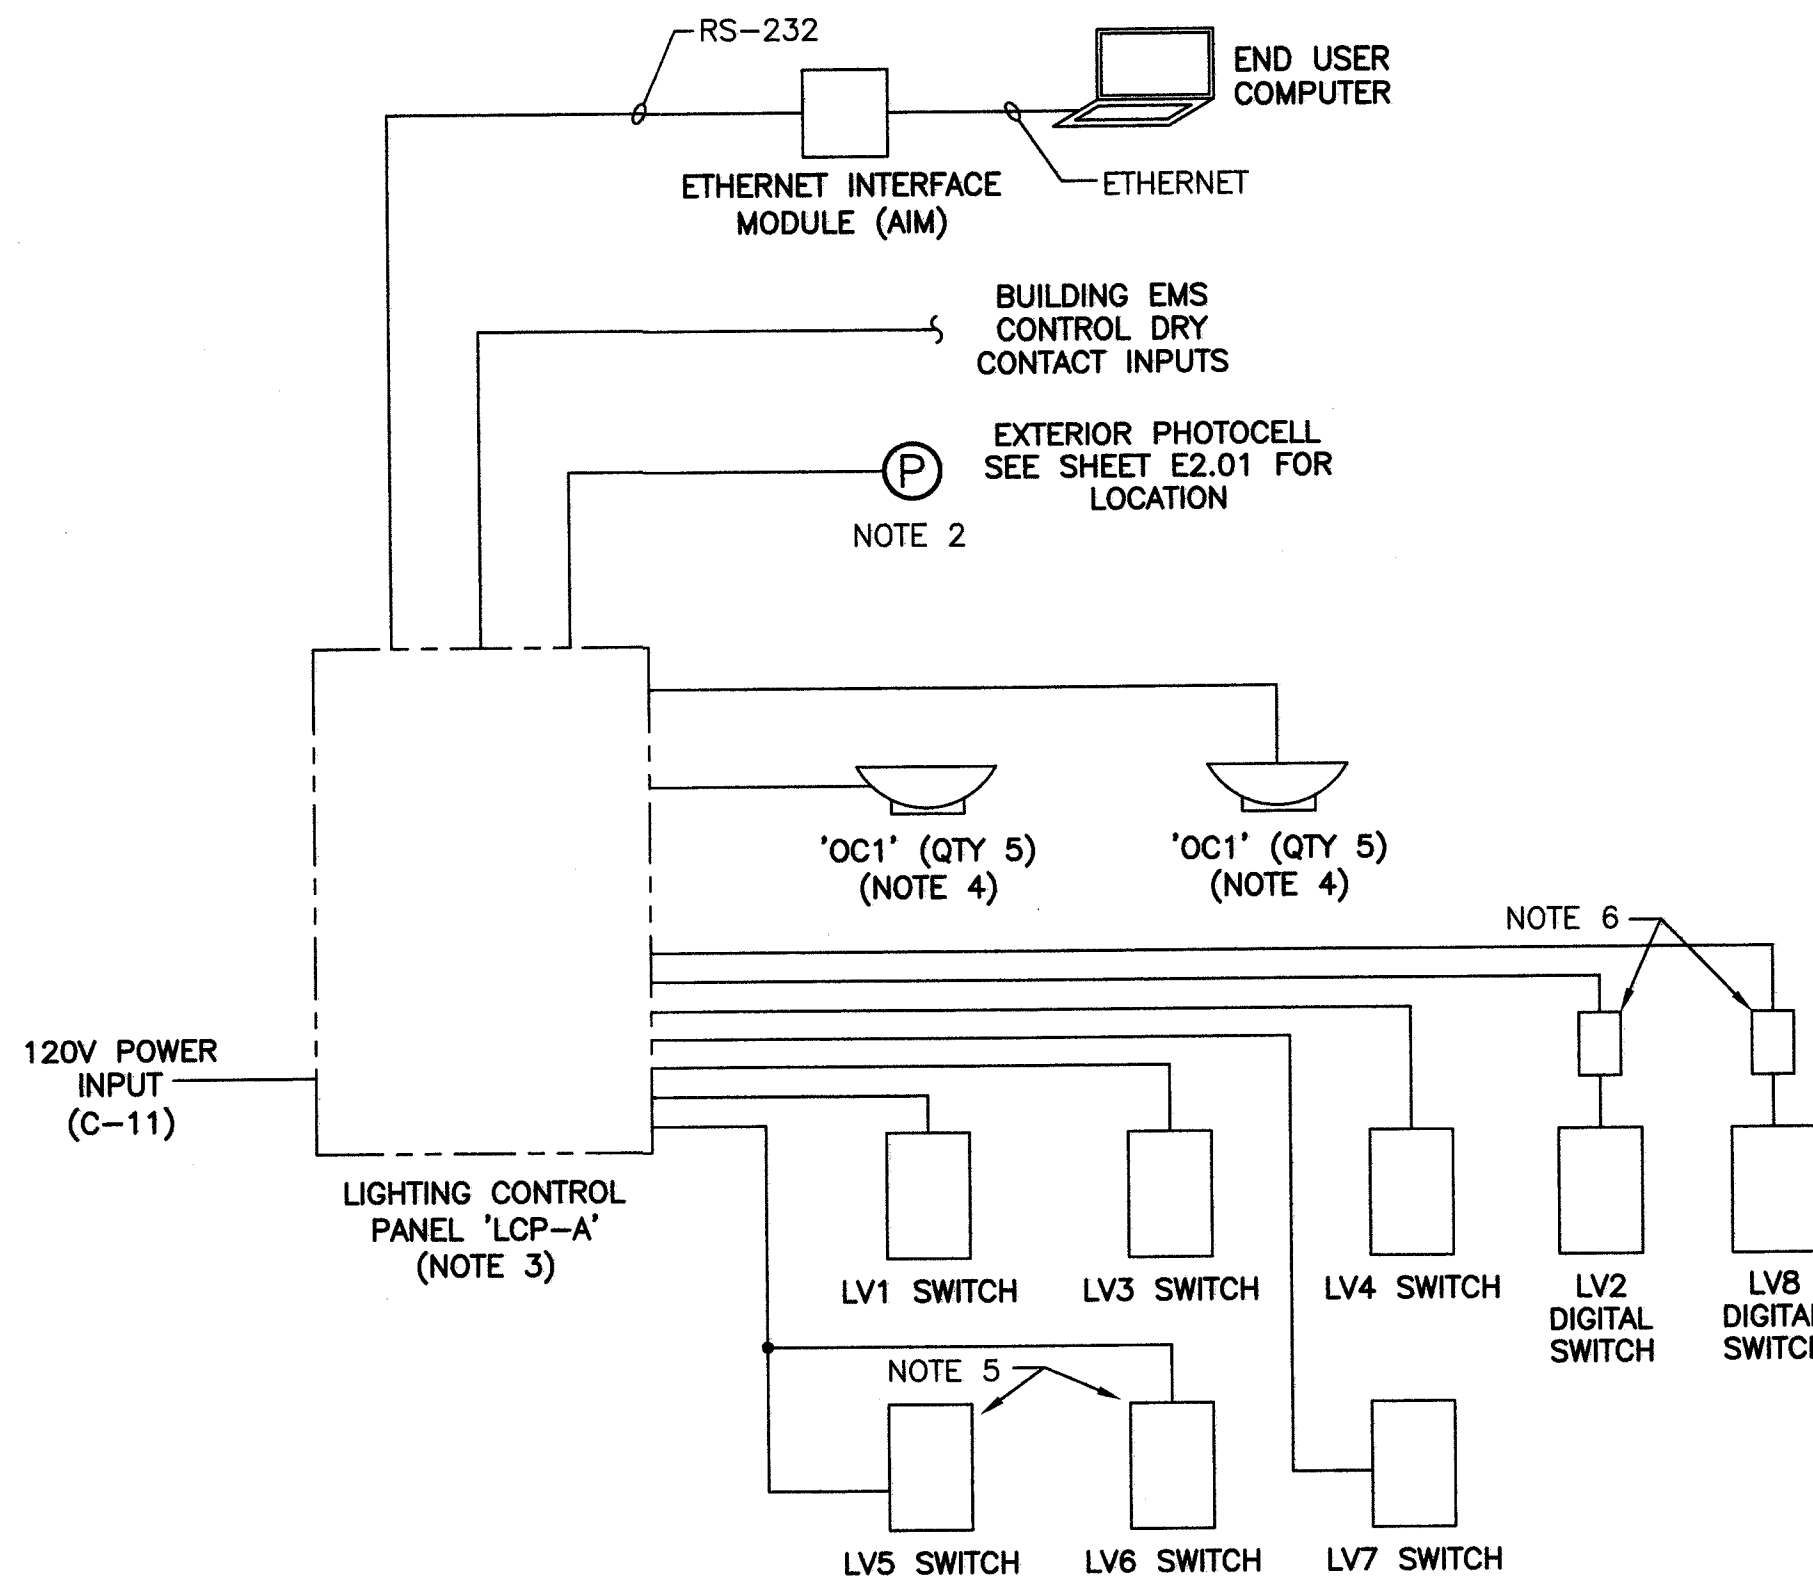 RS-232
END USER
COMPUTER
ETHERNET INTERFACE
MODULE (AIM)
ETHERNET
BUILDING EMS
CONTROL DRY
CONTACT INPUTS
P
EXTERIOR PHOTOCELL
SEE SHEET E2.01 FOR
LOCATION
NOTE 2
'OC1' (QTY 5)
(NOTE 4)
'OC1' (QTY 5)
(NOTE 4)
NOTE 6
120V POWER
INPUT
(C-11)
LIGHTING CONTROL
PANEL 'LCP-A'
(NOTE 3)
LV1 SWITCH
LV3 SWITCH
LV4 SWITCH
LV2
DIGITAL
SWITCH
LV8
DIGITAL
SWITCH
NOTE 5
LV5 SWITCH
LV6 SWITCH
LV7 SWITCH